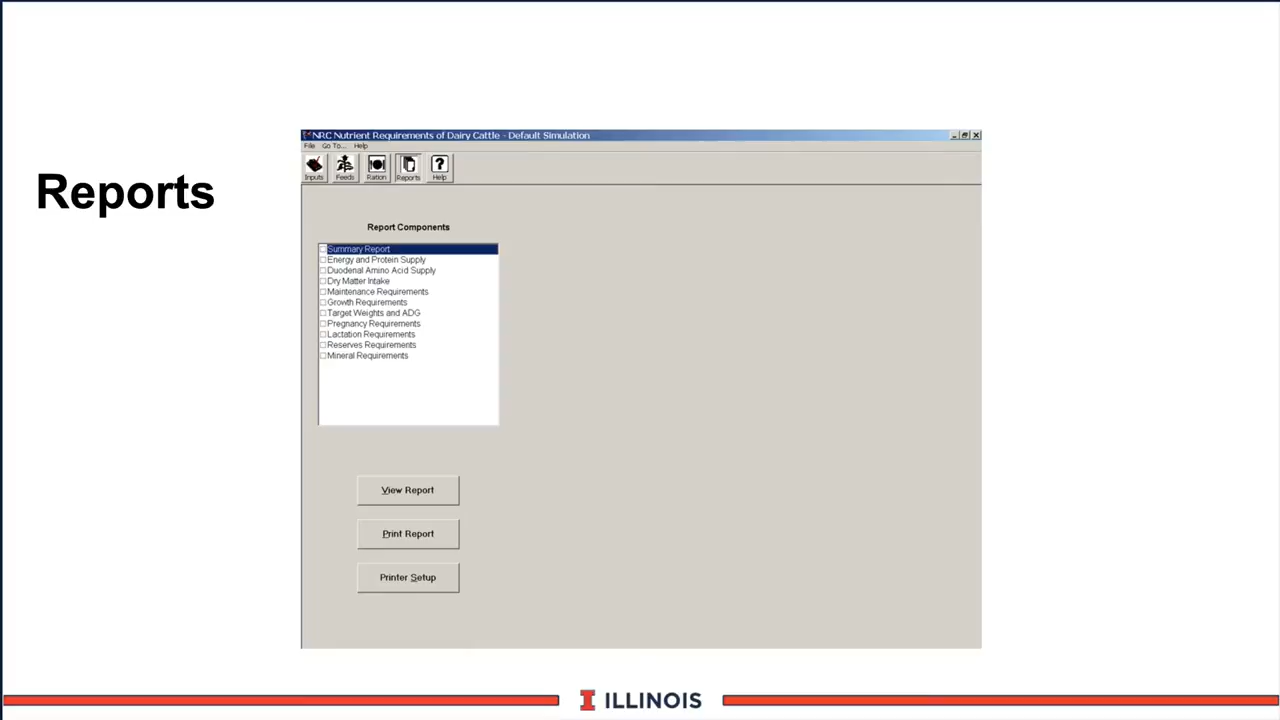 NRC Nutrient Requirements of Dairy Cattle - Default Simulation
File Go To... Help
Inputs Feeds Ration Reports Help
Reports
Report Components
Summary Report
Energy and Protein Supply
Duodenal Amino Acid Supply
Dry Matter Intake
Maintenance Requirements
Growth Requirements
Target Weights and ADG
Pregnancy Requirements
Lactation Requirements
Reserves Requirements
Mineral Requirements
View Report
Print Report
Printer Setup
I ILLINOIS